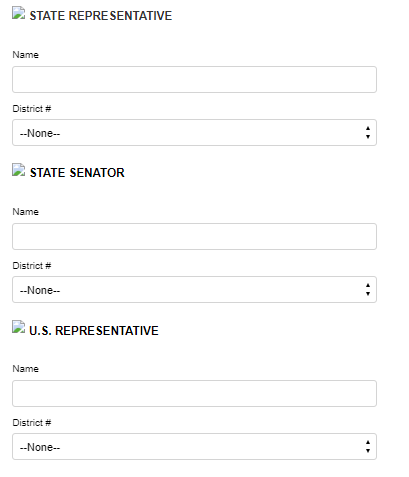 STATE REPRESENTATIVE
Name
District #
--None--
STATE SENATOR
Name
District #
--None--
U.S. REPRESENTATIVE
Name
District #
--None--